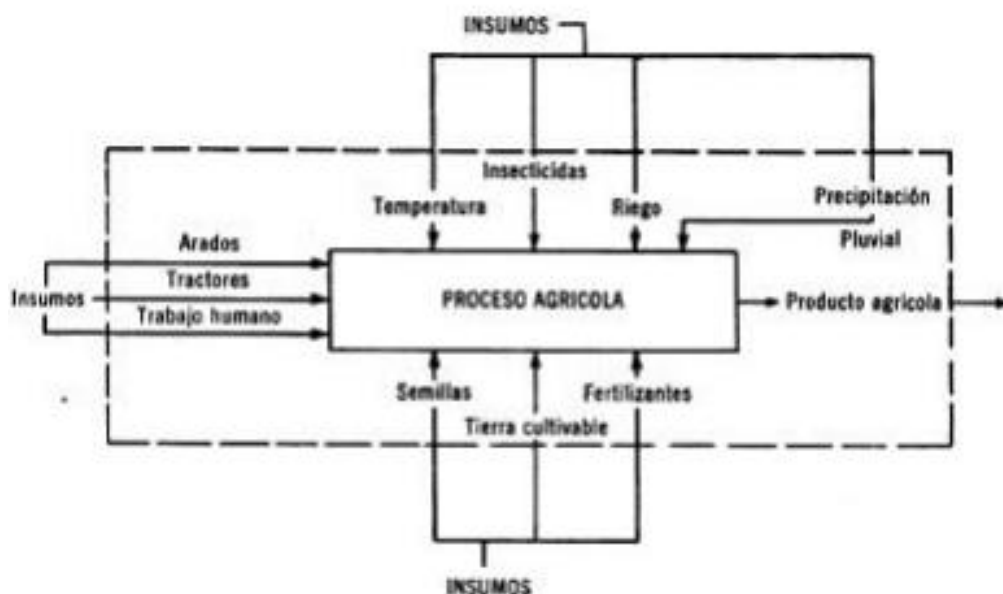 INSUMOS
Insecticidas
Temperatura
Riego
Precipitación
Pluvial
Arados
Insumos
Tractores
Trabajo humano
PROCESO AGRICOLA
Producto agrícola
Semillas
Fertilizantes
Tierra cultivable
INSUMOS